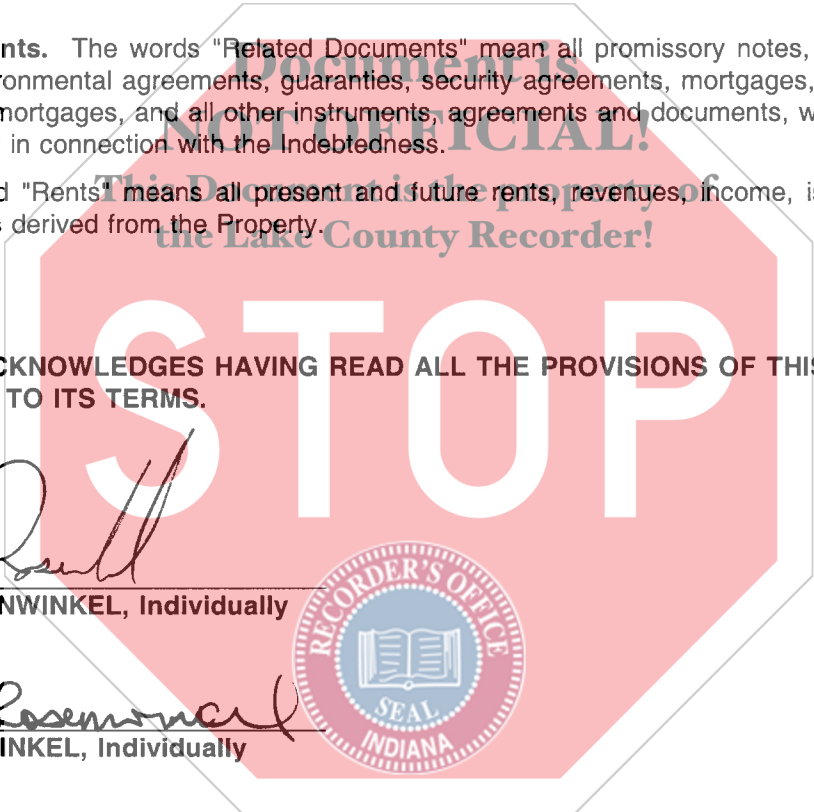 nts. The words "Related Documents" mean all promissory notes,
ronmental agreements, guaranties, security agreements, mortgages,
mortgages, and all other instruments, agreements and documents, w
in connection with the Indebtedness.
Document is
NOT OFFICIAL!
d "Rents" means all present and future rents, revenues, income, is
s derived from the Property.
This Document is the property of
the Lake County Recorder!
STOP
CKNOWLEDGES HAVING READ ALL THE PROVISIONS OF THIS
TO ITS TERMS.
NWINKEL, Individually
INKEL, Individually
RECORDER'S OFFICE
SEAL
INDIANA